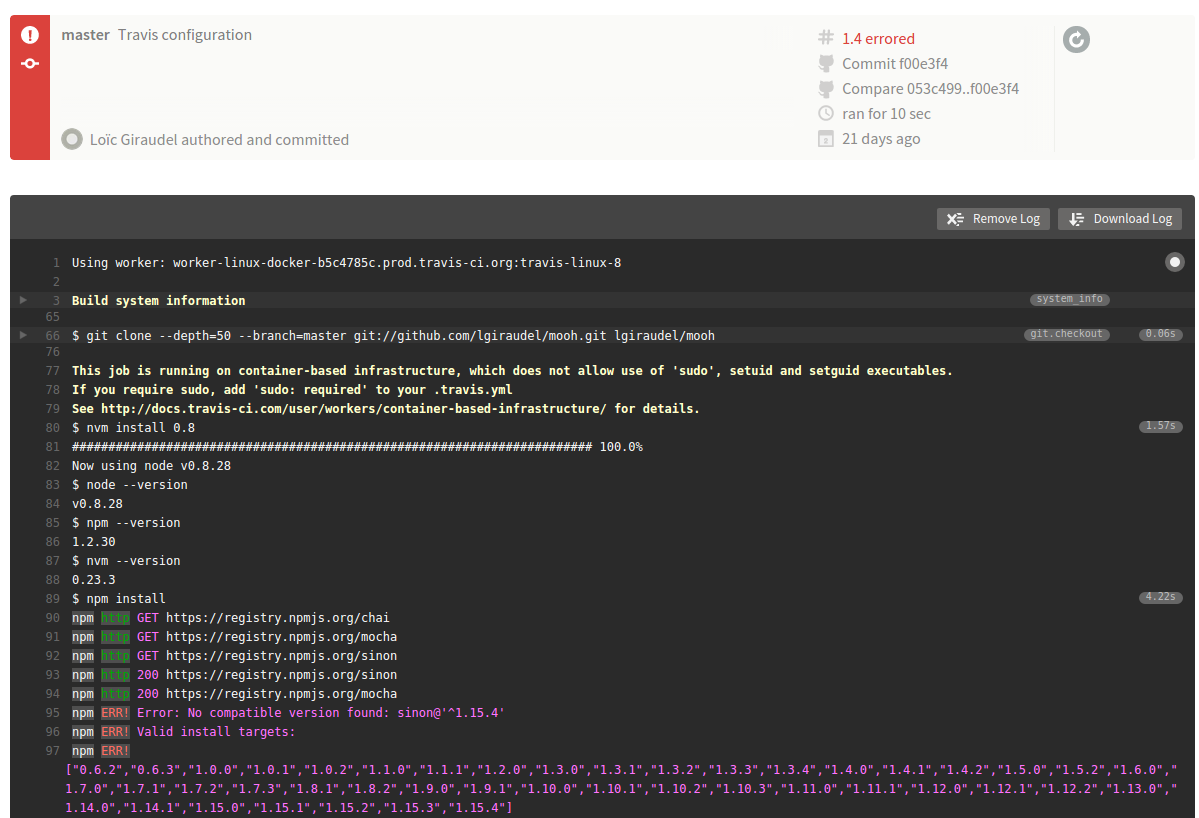 master Travis configuration
1.4 errored
Commit f00e3f4
Compare 053c499..f00e3f4
ran for 10 sec
Loïc Giraudel authored and committed
21 days ago
Remove Log
Download Log
1 Using worker: worker-linux-docker-b5c4785c.prod.travis-ci.org:travis-linux-8
2
3 Build system information system_info
65
66 $ git clone --depth=50 --branch=master git://github.com/lgiraudel/mooh.git lgiraudel/mooh git.checkout 0.06s
76
77 This job is running on container-based infrastructure, which does not allow use of 'sudo', setuid and setguid executables.
78 If you require sudo, add 'sudo: required' to your .travis.yml
79 See http://docs.travis-ci.com/user/workers/container-based-infrastructure/ for details.
80 $ nvm install 0.8 1.57s
81 ######################################################################## 100.0%
82 Now using node v0.8.28
83 $ node --version
84 v0.8.28
85 $ npm --version
86 1.2.30
87 $ nvm --version
88 0.23.3
89 $ npm install 4.22s
90 npm http GET https://registry.npmjs.org/chai
91 npm http GET https://registry.npmjs.org/mocha
92 npm http GET https://registry.npmjs.org/sinon
93 npm http 200 https://registry.npmjs.org/sinon
94 npm http 200 https://registry.npmjs.org/mocha
95 npm ERR! Error: No compatible version found: sinon@'^1.15.4'
96 npm ERR! Valid install targets:
97 npm ERR!
["0.6.2","0.6.3","1.0.0","1.0.1","1.0.2","1.1.0","1.1.1","1.2.0","1.3.0","1.3.1","1.3.2","1.3.3","1.3.4","1.4.0","1.4.1","1.4.2","1.5.0","1.5.2","1.6.0","
1.7.0","1.7.1","1.7.2","1.7.3","1.8.1","1.8.2","1.9.0","1.9.1","1.10.0","1.10.1","1.10.2","1.10.3","1.11.0","1.11.1","1.12.0","1.12.1","1.12.2","1.13.0","
1.14.0","1.14.1","1.15.0","1.15.1","1.15.2","1.15.3","1.15.4"]